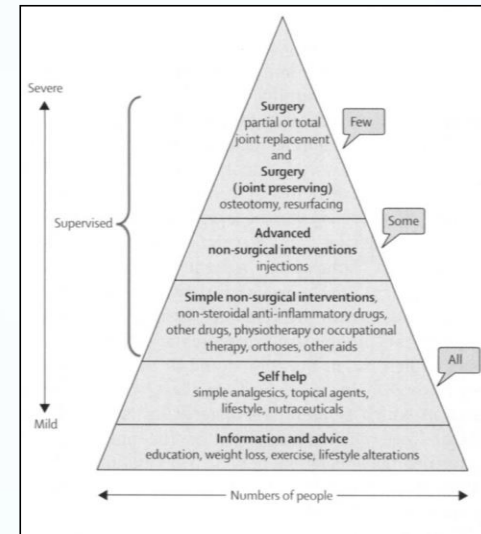 Severe
Surgery
partial or total
joint replacement
and
Surgery
(joint preserving)
osteotomy, resurfacing
Few
Supervised
Advanced
non-surgical interventions
injections
Some
Simple non-surgical interventions,
non-steroidal anti-inflammatory drugs,
other drugs, physiotherapy or occupational
therapy, orthoses, other aids
All
Self help
simple analgesics, topical agents,
lifestyle, nutraceuticals
Mild
Information and advice
education, weight loss, exercise, lifestyle alterations
Numbers of people